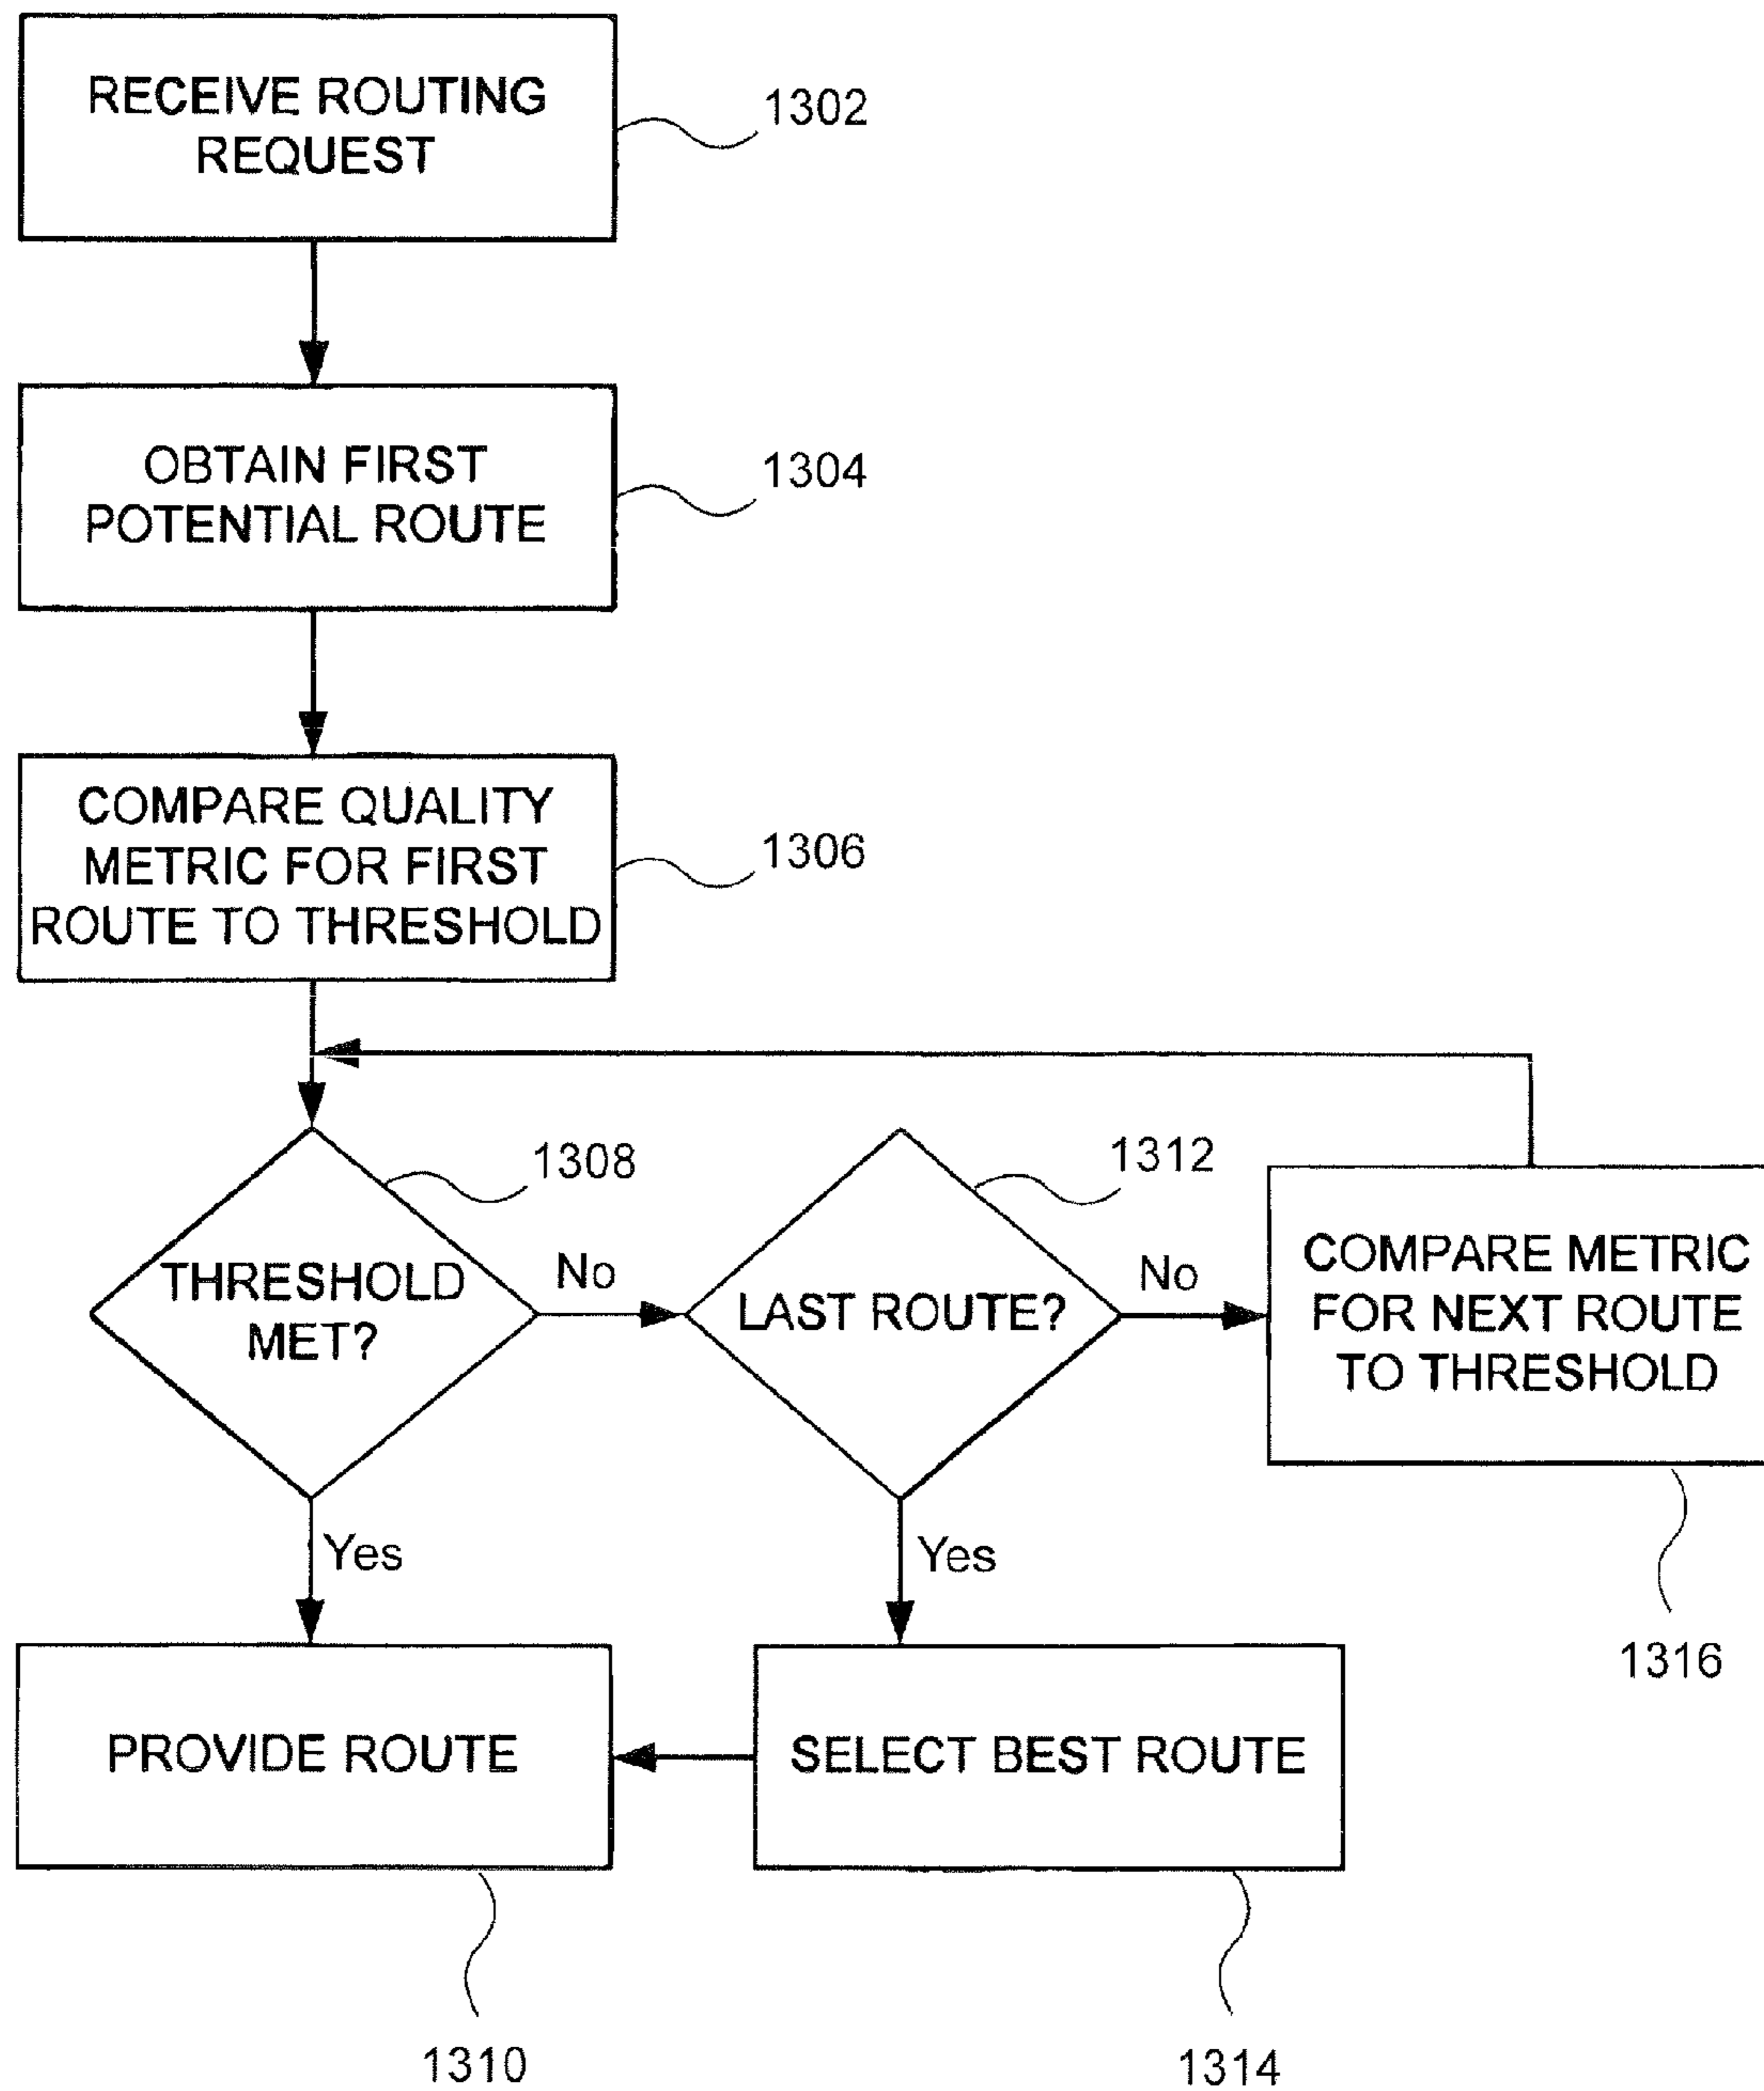 RECEIVE ROUTING
REQUEST
1302
OBTAIN FIRST
POTENTIAL ROUTE
1304
COMPARE QUALITY
METRIC FOR FIRST
ROUTE TO THRESHOLD
1306
1308
THRESHOLD
MET?
No
1312
LAST ROUTE?
No
COMPARE METRIC
FOR NEXT ROUTE
TO THRESHOLD
1316
Yes
Yes
PROVIDE ROUTE
SELECT BEST ROUTE
1310
1314